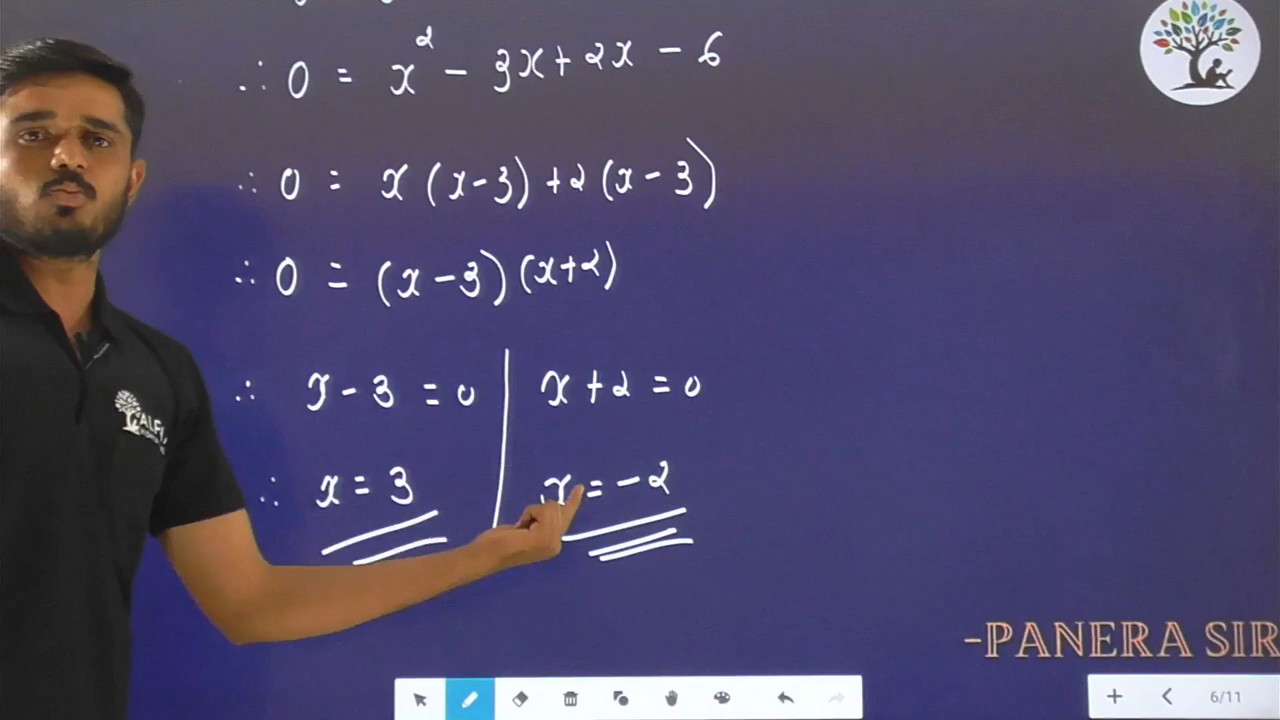 ∴ 0 = x² - 3x + 2x - 6
∴ 0 = x (x-3) + 2 (x-3)
∴ 0 = (x-3) (x+2)
∴ x-3 = 0 | x+2 = 0
∴ x = 3 | x = -2
-PANERA SIR
6/11